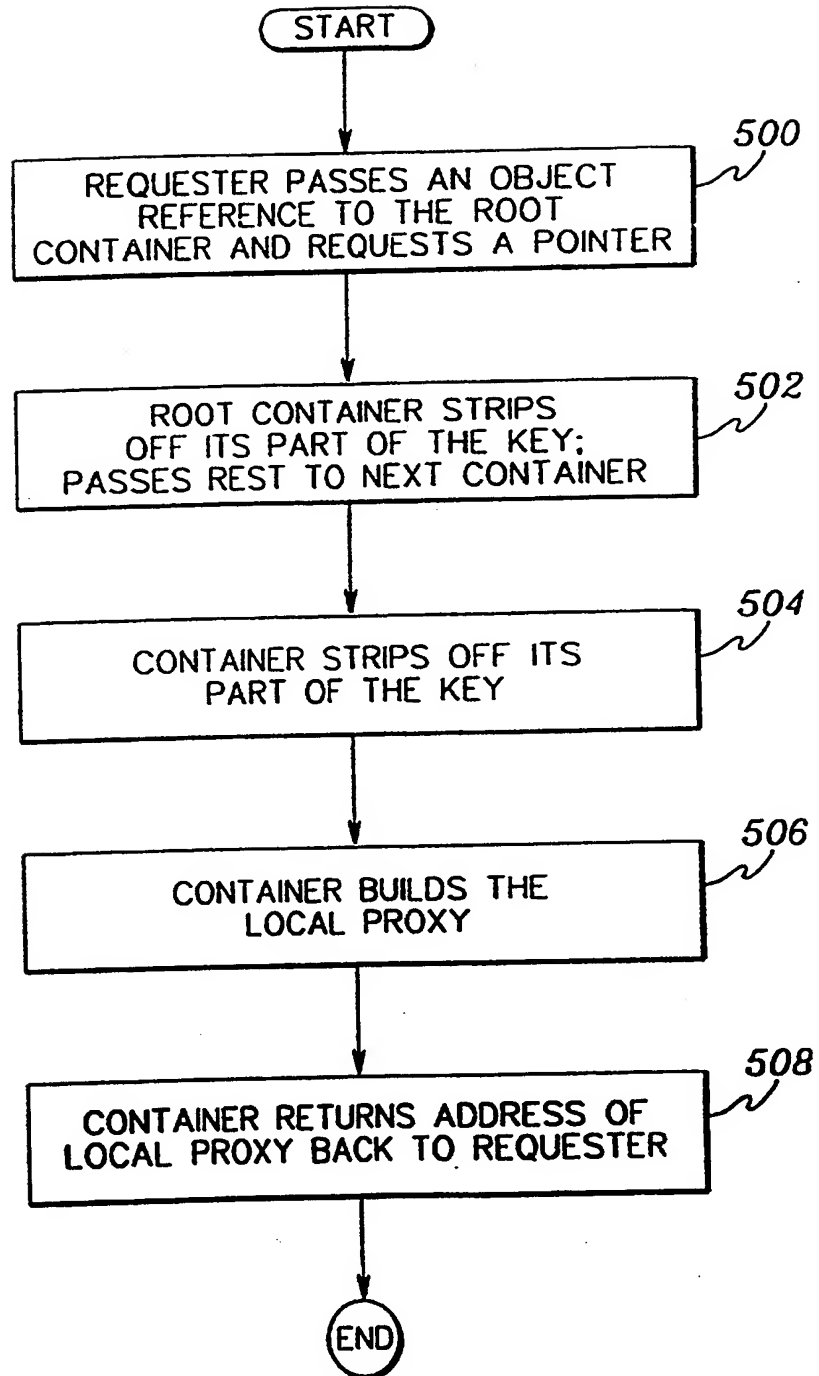 START
500
REQUESTER PASSES AN OBJECT
REFERENCE TO THE ROOT
CONTAINER AND REQUESTS A POINTER
502
ROOT CONTAINER STRIPS
OFF ITS PART OF THE KEY;
PASSES REST TO NEXT CONTAINER
504
CONTAINER STRIPS OFF ITS
PART OF THE KEY
506
CONTAINER BUILDS THE
LOCAL PROXY
508
CONTAINER RETURNS ADDRESS OF
LOCAL PROXY BACK TO REQUESTER
END